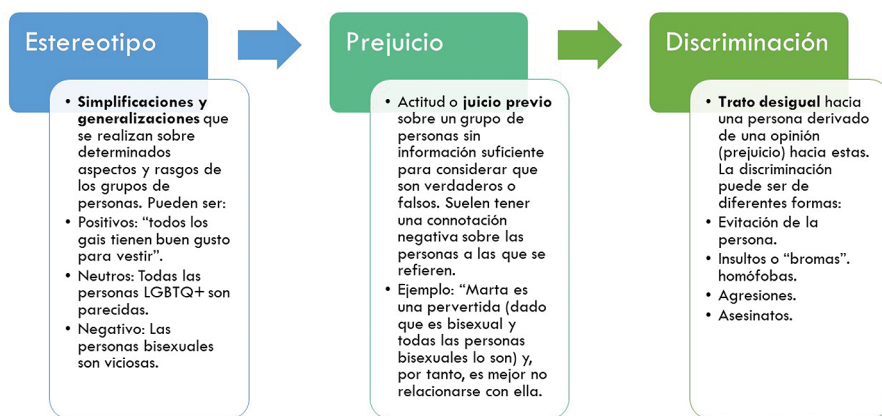 Estereotipo
• Simplificaciones y
generalizaciones que
se realizan sobre
determinados
aspectos y rasgos de
los grupos de
personas. Pueden ser:
• Positivos: “todos los
gais tienen buen gusto
para vestir”.
• Neutros: Todas las
personas LGBTQ+ son
parecidas.
• Negativo: Las
personas bisexuales
son viciosas.
Prejuicio
• Actitud o juicio previo
sobre un grupo de
personas sin
información suficiente
para considerar que
son verdaderos o
falsos. Suelen tener
una connotación
negativa sobre las
personas a las que se
refieren.
• Ejemplo: “Marta es
una pervertida (dado
que es bisexual y
todas las personas
bisexuales lo son) y,
por tanto, es mejor no
relacionarse con ella.
Discriminación
• Trato desigual hacia
una persona derivado
de una opinión
(prejuicio) hacia estas.
La discriminación
puede ser de
diferentes formas:
• Evitación de la
persona.
• Insultos o “bromas”.
homófobas.
• Agresiones.
• Asesinatos.